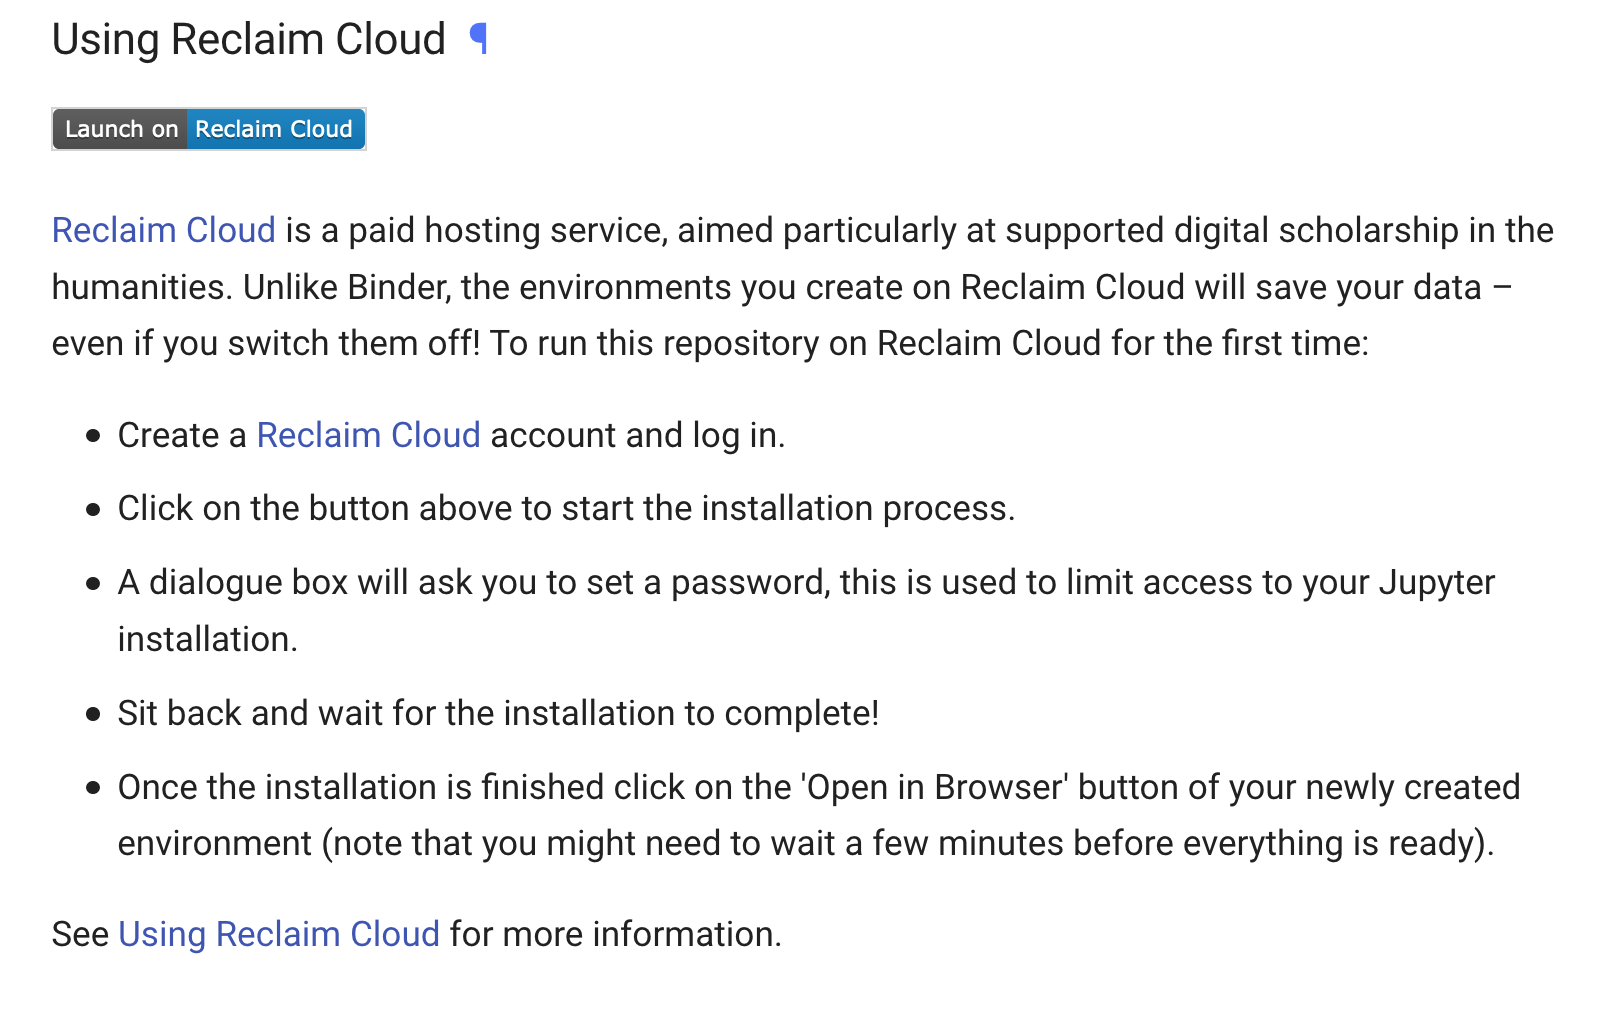 Using Reclaim Cloud ¶
Launch on Reclaim Cloud
Reclaim Cloud is a paid hosting service, aimed particularly at supported digital scholarship in the
humanities. Unlike Binder, the environments you create on Reclaim Cloud will save your data –
even if you switch them off! To run this repository on Reclaim Cloud for the first time:
• Create a Reclaim Cloud account and log in.
• Click on the button above to start the installation process.
• A dialogue box will ask you to set a password, this is used to limit access to your Jupyter
installation.
• Sit back and wait for the installation to complete!
• Once the installation is finished click on the 'Open in Browser' button of your newly created
environment (note that you might need to wait a few minutes before everything is ready).
See Using Reclaim Cloud for more information.